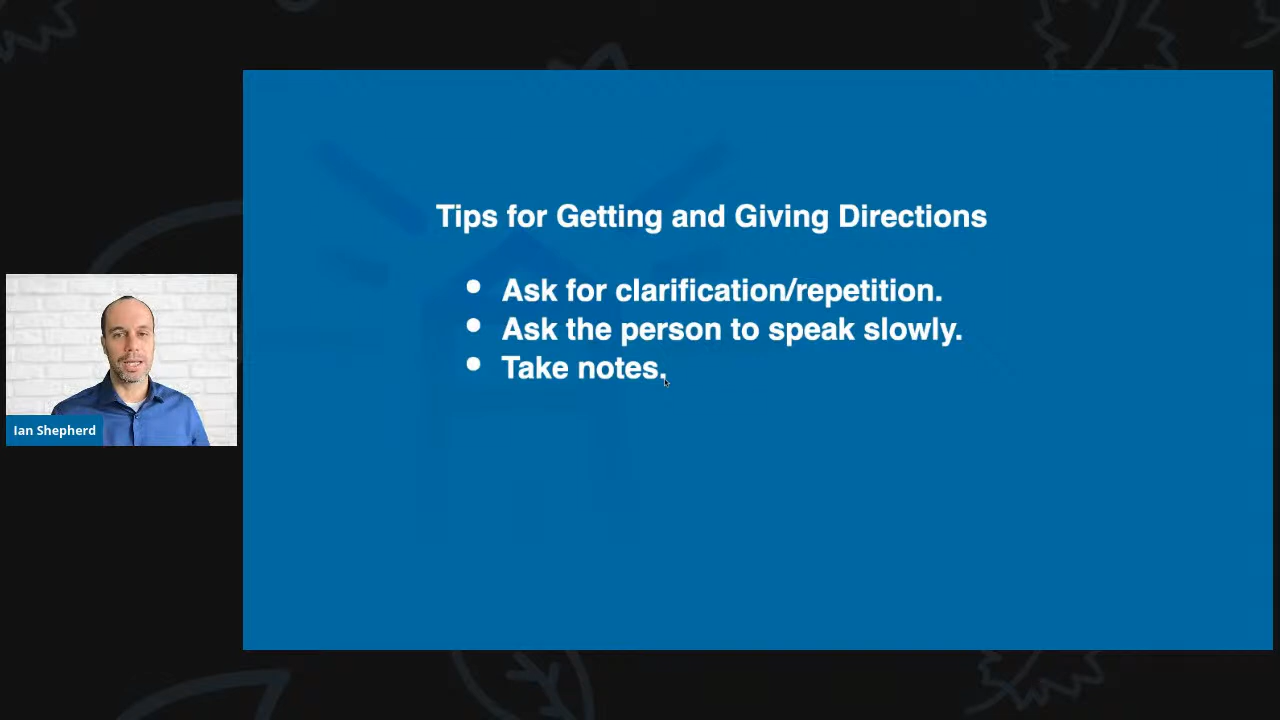 Tips for Getting and Giving Directions
Ask for clarification/repetition.
Ask the person to speak slowly.
Take notes.
Ian Shepherd